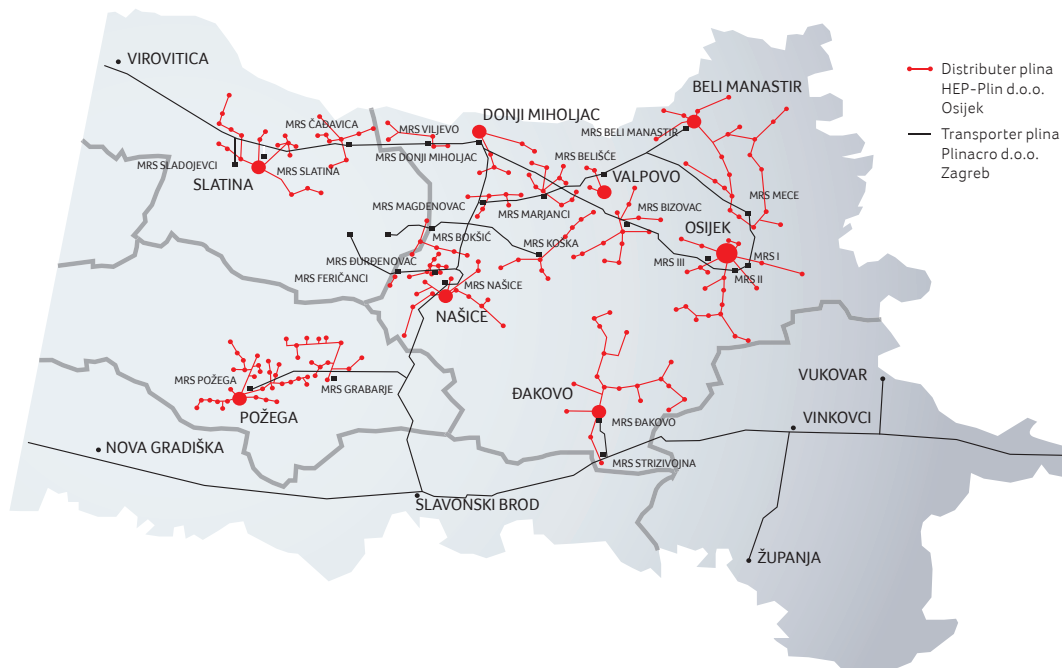 VIROVITICA
BELI MANASTIR
Distributer plina
HEP-Plin d.o.o.
Osijek
Transporter plina
Plinacro d.o.o.
Zagreb
MRS ČAĐAVICA
MRS VILJEVO
DONJI MIHOLJAC
MRS BELI MANASTIR
MRS SLADOJEVCI
MRS SLATINA
SLATINA
MRS DONJI MIHOLJAC
MRS BELIŠĆE
VALPOVO
MRS MAGDENOVAC
MRS MARJANCI
MRS BIZOVAC
MRS MECE
OSIJEK
MRS BOKŠIĆ
MRS KOSKA
MRS ĐURĐENOVAC
MRS FERIČANCI
MRS III
MRS I
MRS II
MRS NAŠICE
NAŠICE
MRS POŽEGA
MRS GRABARJE
POŽEGA
ĐAKOVO
MRS ĐAKOVO
MRS STRIZIVOJNA
VUKOVAR
VINKOVCI
NOVA GRADIŠKA
SLAVONSKI BROD
ŽUPANJA